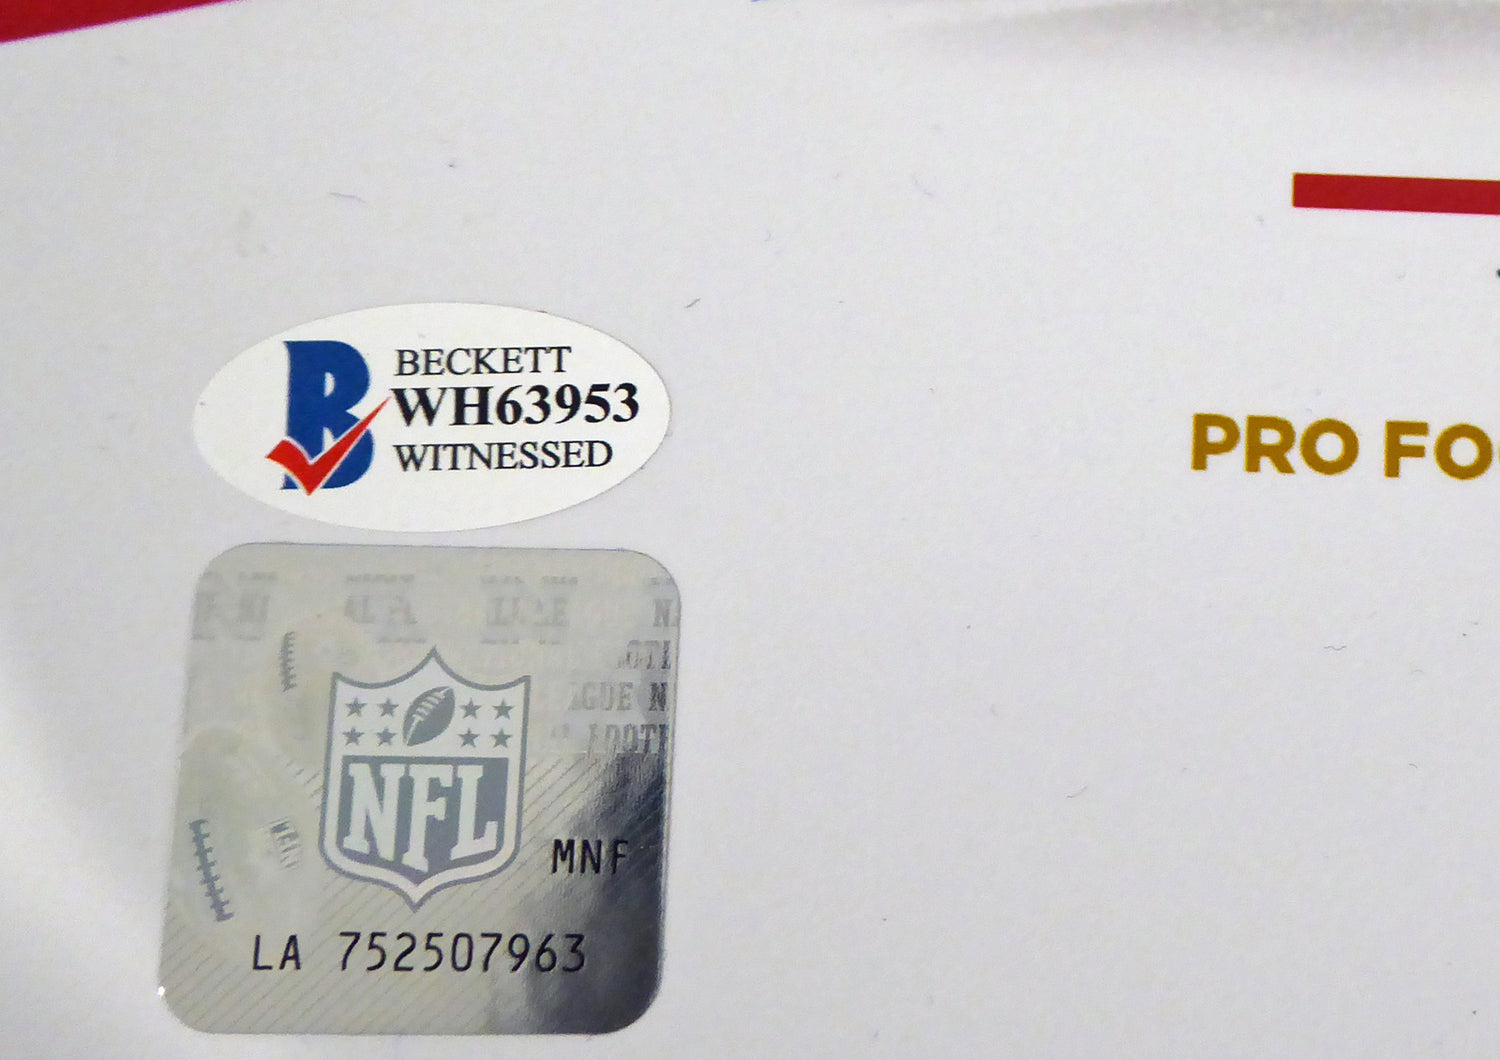 BECKETT
WH63953
WITNESSED
PRO FO
NFL
MNF
LA 752507963